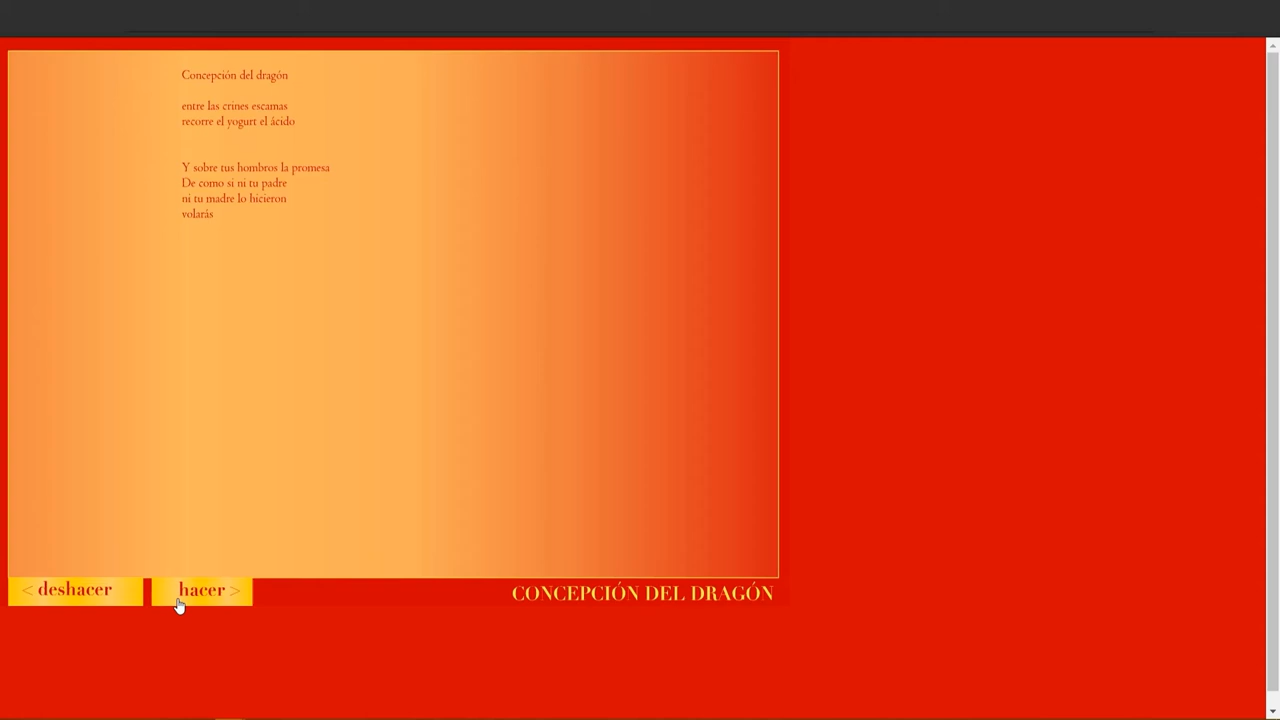 Concepción del dragón
entre las crines escamas
recorre el yogurt el ácido
Y sobre tus hombros la promesa
De como si ni tu padre
ni tu madre lo hicieron
volarás
< deshacer
hacer >
CONCEPCIÓN DEL DRAGÓN